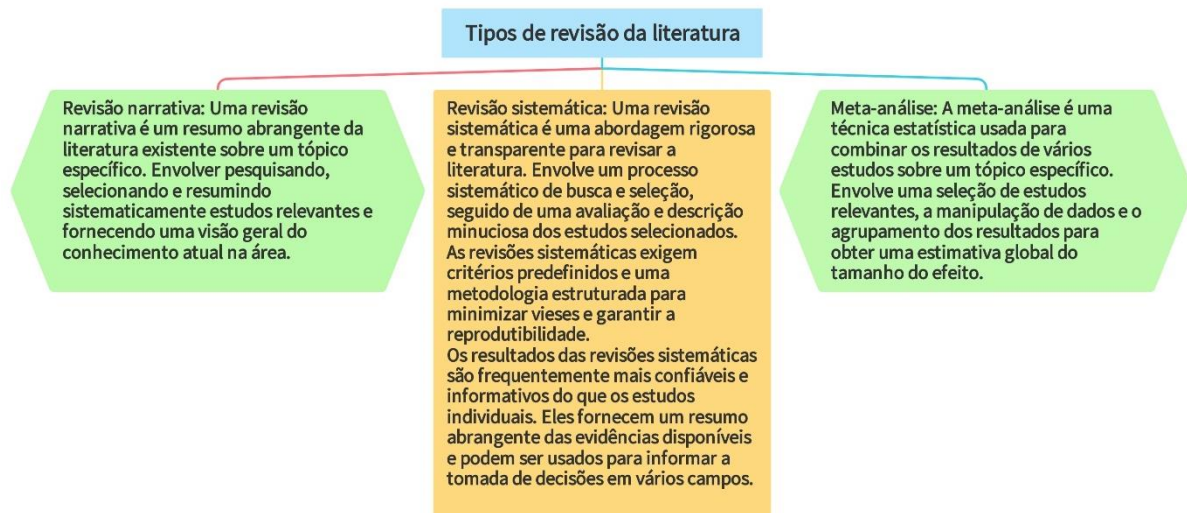 Tipos de revisão da literatura
Revisão narrativa: Uma revisão
narrativa é um resumo abrangente da
literatura existente sobre um tópico
específico. Envolver pesquisando,
selecionando e resumindo
sistematicamente estudos relevantes e
fornecendo uma visão geral do
conhecimento atual na área.
Revisão sistemática: Uma revisão
sistemática é uma abordagem rigorosa
e transparente para revisar a
literatura. Envolve um processo
sistemático de busca e seleção,
seguido de uma avaliação e descrição
minuciosa dos estudos selecionados.
As revisões sistemáticas exigem
critérios predefinidos e uma
metodologia estruturada para
minimizar vieses e garantir a
reprodutibilidade.
Os resultados das revisões sistemáticas
são frequentemente mais confiáveis e
informativos do que os estudos
individuais. Eles fornecem um resumo
abrangente das evidências disponíveis
e podem ser usados para informar a
tomada de decisões em vários campos.
Meta-análise: A meta-análise é uma
técnica estatística usada para
combinar os resultados de vários
estudos sobre um tópico específico.
Envolve uma seleção de estudos
relevantes, a manipulação de dados e o
agrupamento dos resultados para
obter uma estimativa global do
tamanho do efeito.